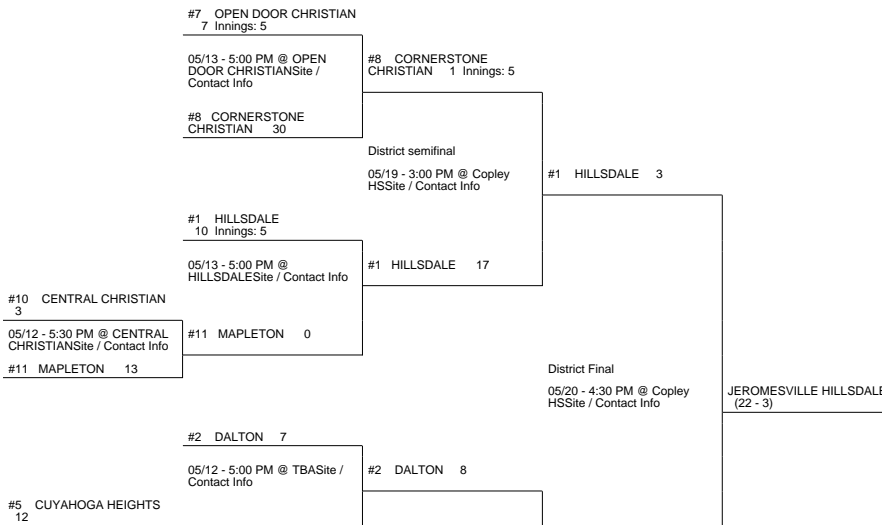 #7 OPEN DOOR CHRISTIAN
7 Innings: 5
05/13 - 5:00 PM @ OPEN
DOOR CHRISTIANSite /
Contact Info
#8 CORNERSTONE
CHRISTIAN 1 Innings: 5
#8 CORNERSTONE
CHRISTIAN 30
District semifinal
05/19 - 3:00 PM @ Copley
HSSite / Contact Info
#1 HILLSDALE 3
#1 HILLSDALE
10 Innings: 5
05/13 - 5:00 PM @
HILLSDALESite / Contact Info
#1 HILLSDALE 17
#10 CENTRAL CHRISTIAN
3
05/12 - 5:30 PM @ CENTRAL
CHRISTIANSite / Contact Info
#11 MAPLETON 0
#11 MAPLETON 13
District Final
05/20 - 4:30 PM @ Copley
HSSite / Contact Info
JEROMESVILLE HILLSDALE
(22 - 3)
#2 DALTON 7
05/12 - 5:00 PM @ TBASite /
Contact Info
#2 DALTON 8
#5 CUYAHOGA HEIGHTS
12